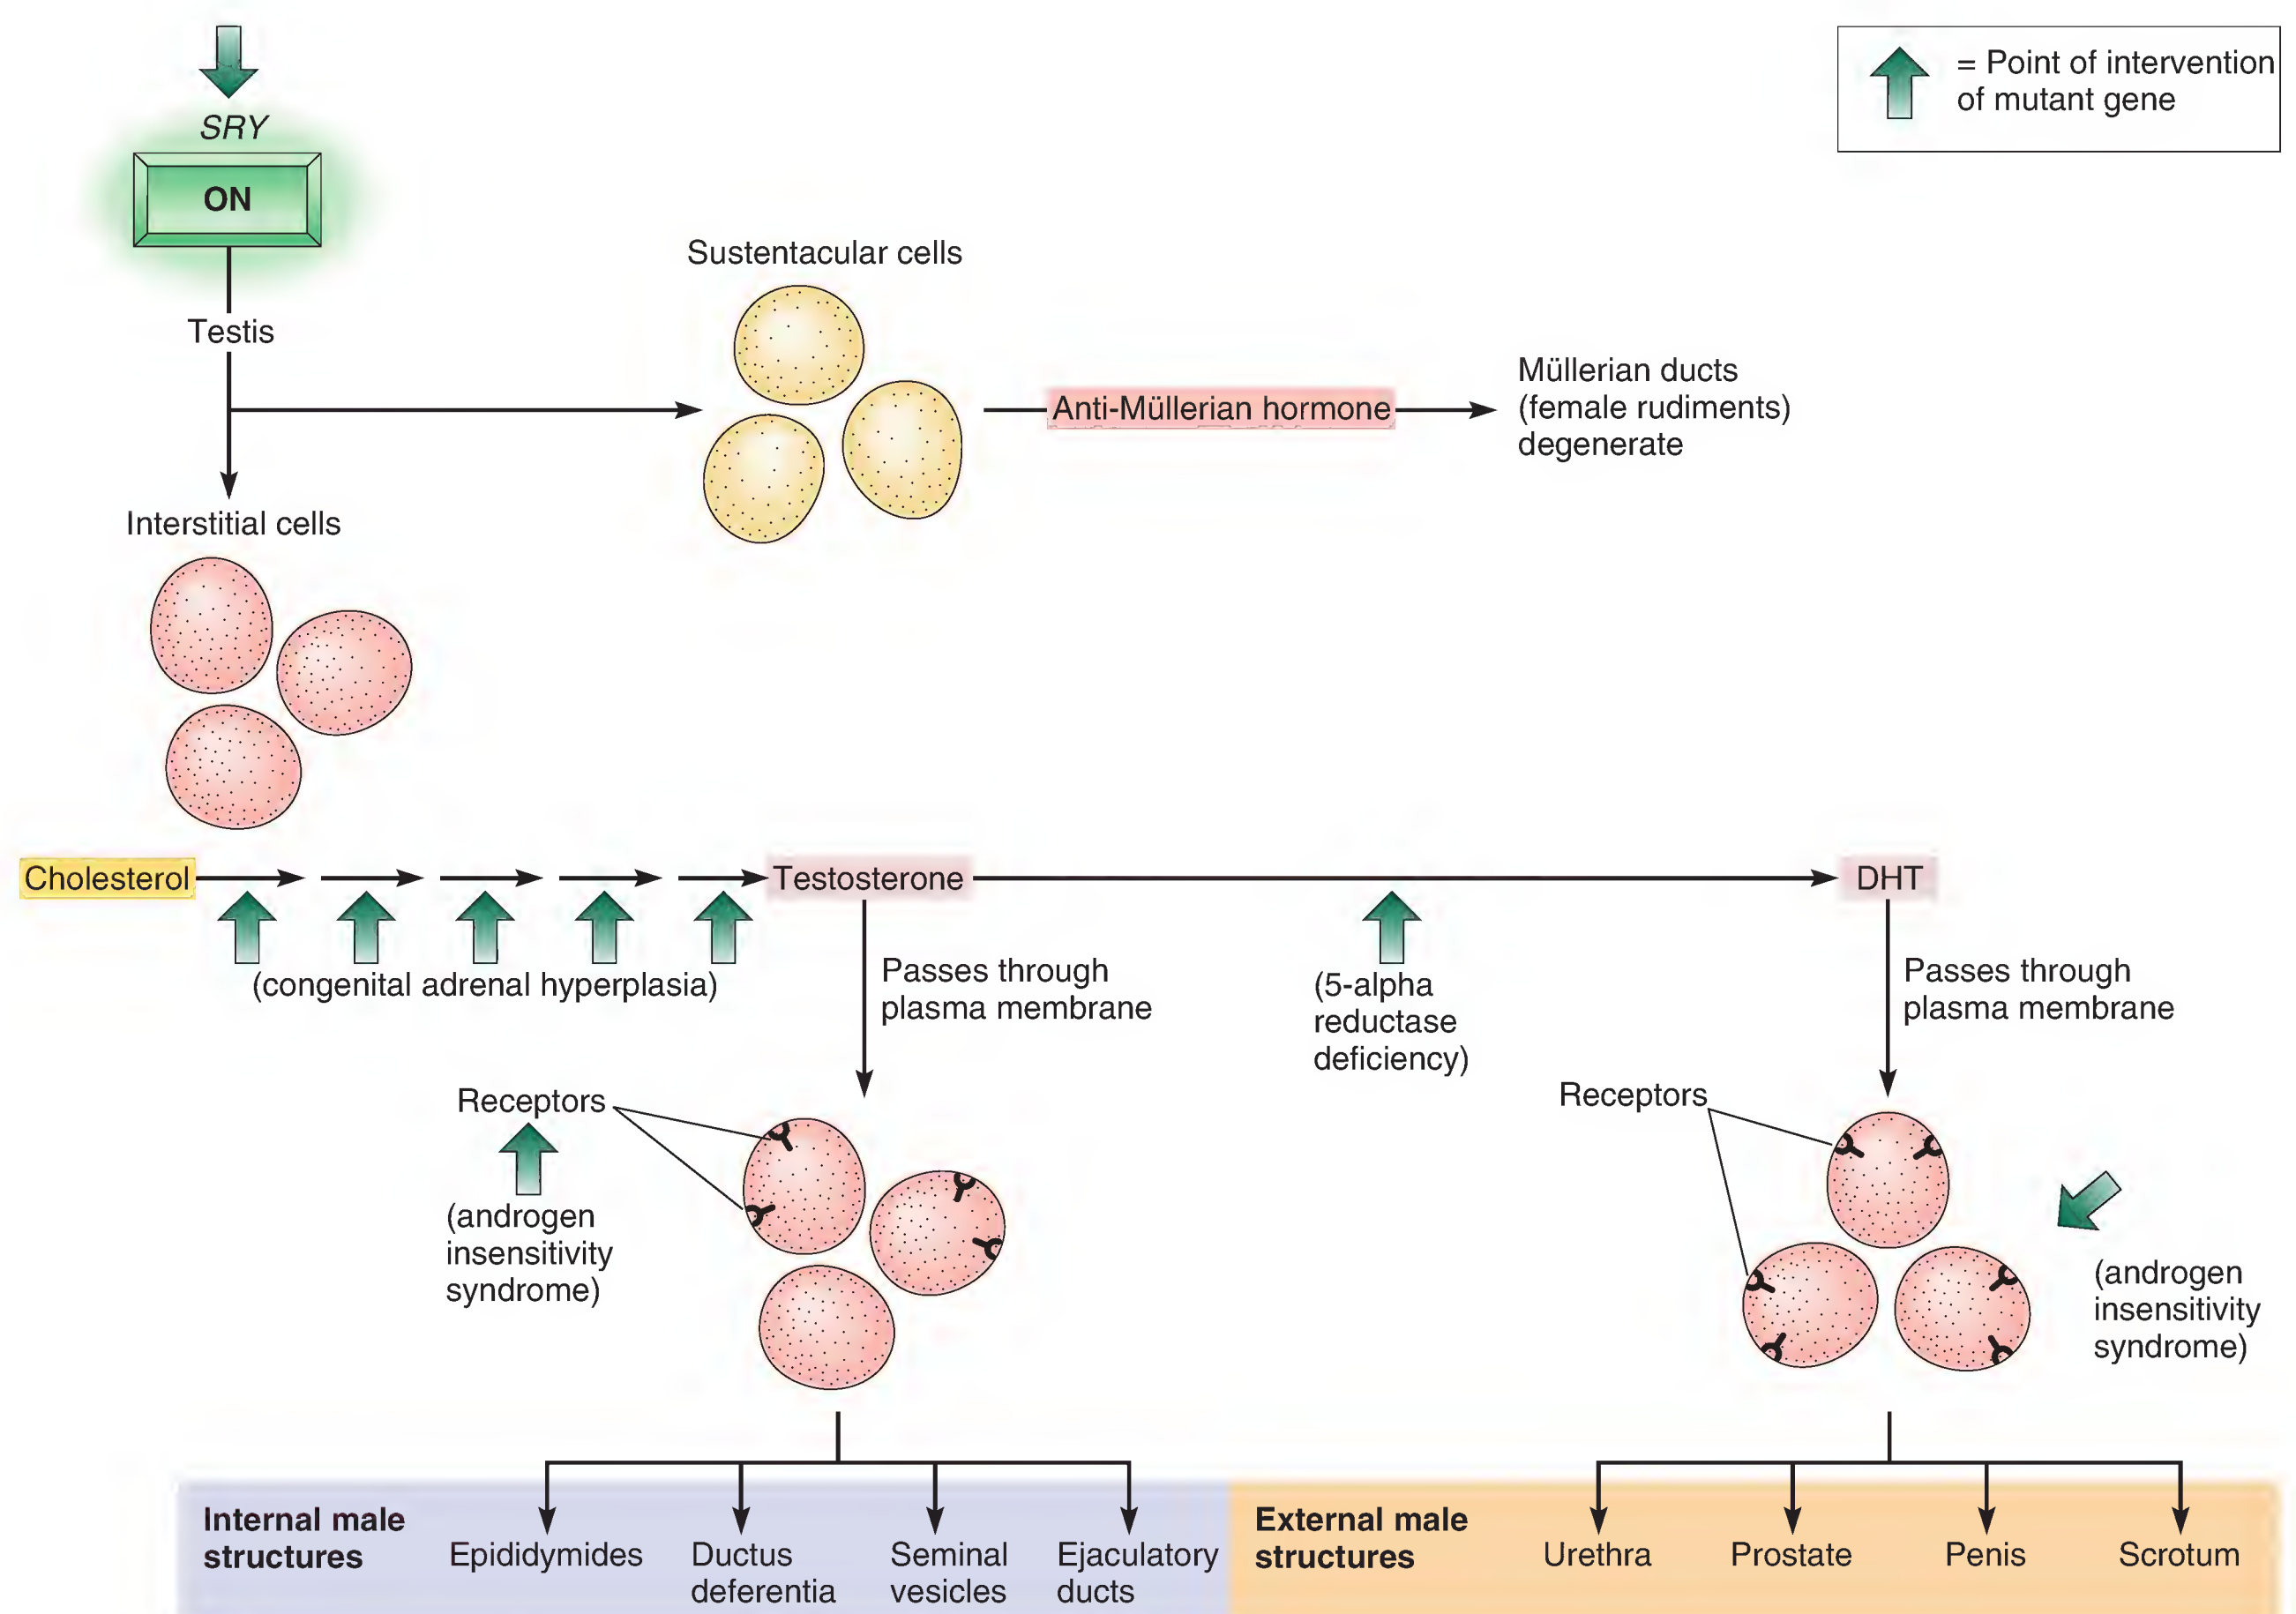 = Point of intervention
of mutant gene
SRY
ON
Testis
Sustentacular cells
Anti-Müllerian hormone
Müllerian ducts
(female rudiments)
degenerate
Interstitial cells
Cholesterol
Testosterone
DHT
(congenital adrenal hyperplasia)
Passes through
plasma membrane
(5-alpha
reductase
deficiency)
Passes through
plasma membrane
Receptors
(androgen
insensitivity
syndrome)
Receptors
(androgen
insensitivity
syndrome)
Internal male
structures
Epididymides
Ductus
deferentia
Seminal
vesicles
Ejaculatory
ducts
External male
structures
Urethra
Prostate
Penis
Scrotum